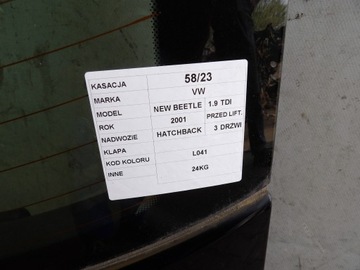 KASACJA 58/23
MARKA VW
MODEL NEW BEETLE 1.9 TDI
ROK 2001 PRZED LIFT.
NADWOZIE HATCHBACK 3 DRZWI
KLAPA
KOD KOLORU L041
INNE 24KG